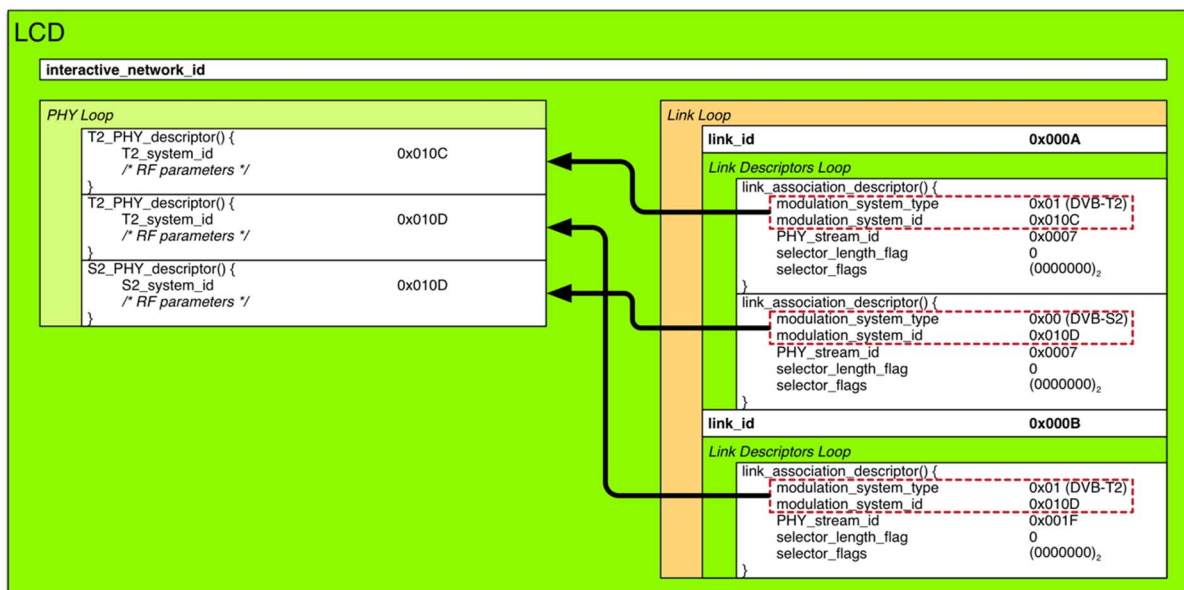 LCD
interactive_network_id
PHY Loop
T2_PHY_descriptor() {
T2_system_id 0x010C
/* RF parameters */
}
T2_PHY_descriptor() {
T2_system_id 0x010D
/* RF parameters */
}
S2_PHY_descriptor() {
S2_system_id 0x010D
/* RF parameters */
}
Link Loop
link_id 0x000A
Link Descriptors Loop
link_association_descriptor() {
modulation_system_type 0x01 (DVB-T2)
modulation_system_id 0x010C
PHY_stream_id 0x0007
selector_length_flag 0
selector_flags (0000000)₂
}
link_association_descriptor() {
modulation_system_type 0x00 (DVB-S2)
modulation_system_id 0x010D
PHY_stream_id 0x0007
selector_length_flag 0
selector_flags (0000000)₂
}
link_id 0x000B
Link Descriptors Loop
link_association_descriptor() {
modulation_system_type 0x01 (DVB-T2)
modulation_system_id 0x010D
PHY_stream_id 0x001F
selector_length_flag 0
selector_flags (0000000)₂
}